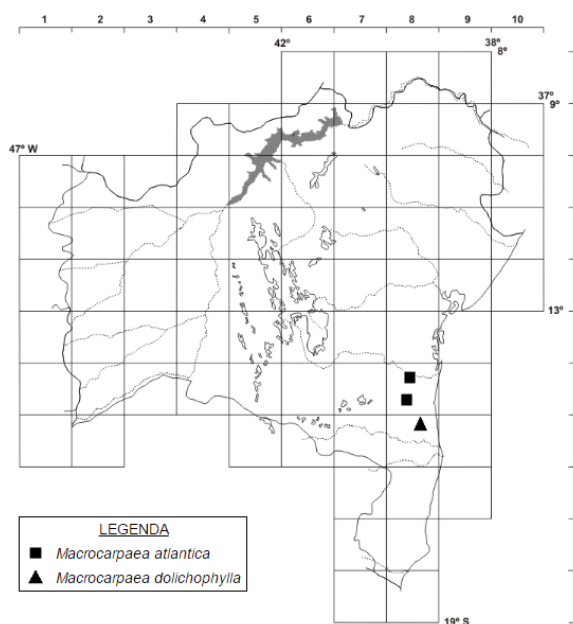 1 2 3 4 5 6 7 8 9 10
42° 38°
8°
37°
9°
47° W
13°
LEGENDA
Macrocarpaea atlantica
Macrocarpaea dolichophylla
19° S